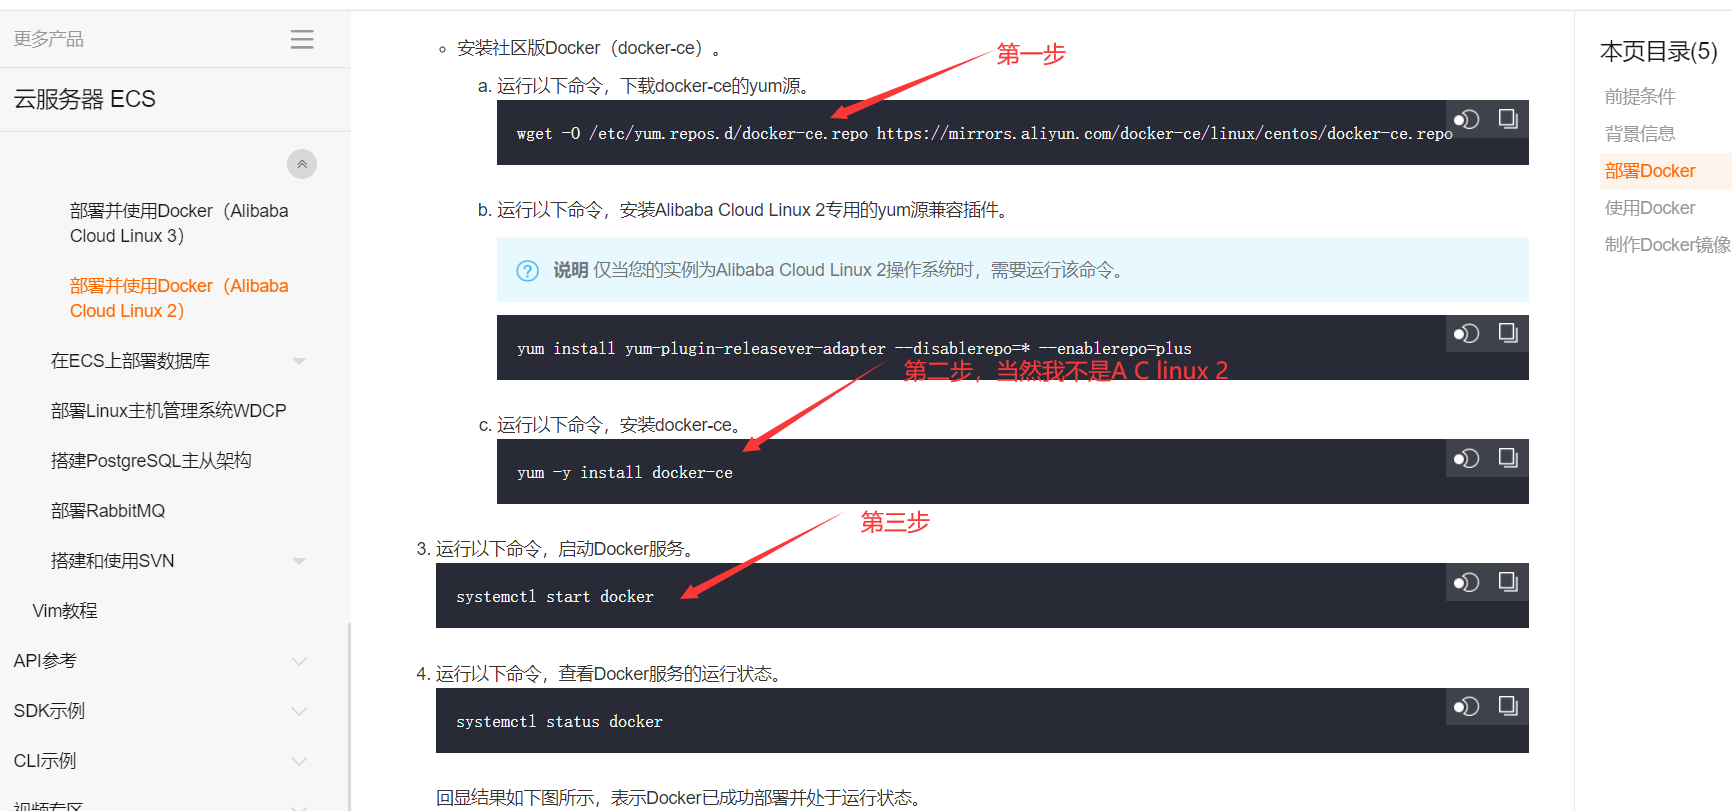 更多产品
云服务器 ECS
部署并使用Docker（Alibaba
Cloud Linux 3）
部署并使用Docker（Alibaba
Cloud Linux 2）
在ECS上部署数据库
部署Linux主机管理系统WDCP
搭建PostgreSQL主从架构
部署RabbitMQ
搭建和使用SVN
Vim教程
API参考
SDK示例
CLI示例
视频专区
安装社区版Docker（docker-ce）。
第一步
a. 运行以下命令，下载docker-ce的yum源。
wget -O /etc/yum.repos.d/docker-ce.repo https://mirrors.aliyun.com/docker-ce/linux/centos/docker-ce.repo
b. 运行以下命令，安装Alibaba Cloud Linux 2专用的yum源兼容插件。
说明 仅当您的实例为Alibaba Cloud Linux 2操作系统时，需要运行该命令。
yum install yum-plugin-releasever-adapter --disablerepo=* --enablerepo=plus
第二步，当然我不是A C linux 2
c. 运行以下命令，安装docker-ce。
yum -y install docker-ce
第三步
3. 运行以下命令，启动Docker服务。
systemctl start docker
4. 运行以下命令，查看Docker服务的运行状态。
systemctl status docker
回显结果如下图所示，表示Docker已成功部署并处于运行状态。
本页目录(5)
前提条件
背景信息
部署Docker
使用Docker
制作Docker镜像